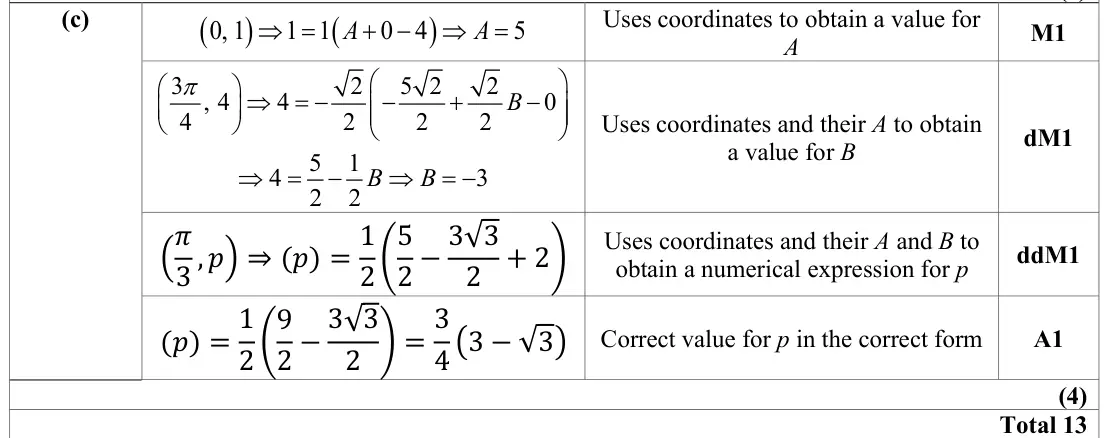 (c)
(0, 1) ⇒ 1 = 1(A + 0 − 4) ⇒ A = 5
Uses coordinates to obtain a value for
A
M1
(3π/4, 4) ⇒ 4 = −√2/2(−5√2/2 + √2/2 B − 0)
⇒ 4 = 5/2 − 1/2 B ⇒ B = −3
Uses coordinates and their A to obtain
a value for B
dM1
(π/3, p) ⇒ (p) = 1/2(5/2 − 3√3/2 + 2)
Uses coordinates and their A and B to
obtain a numerical expression for p
ddM1
(p) = 1/2(9/2 − 3√3/2) = 3/4(3 − √3)
Correct value for p in the correct form
A1
(4)
Total 13